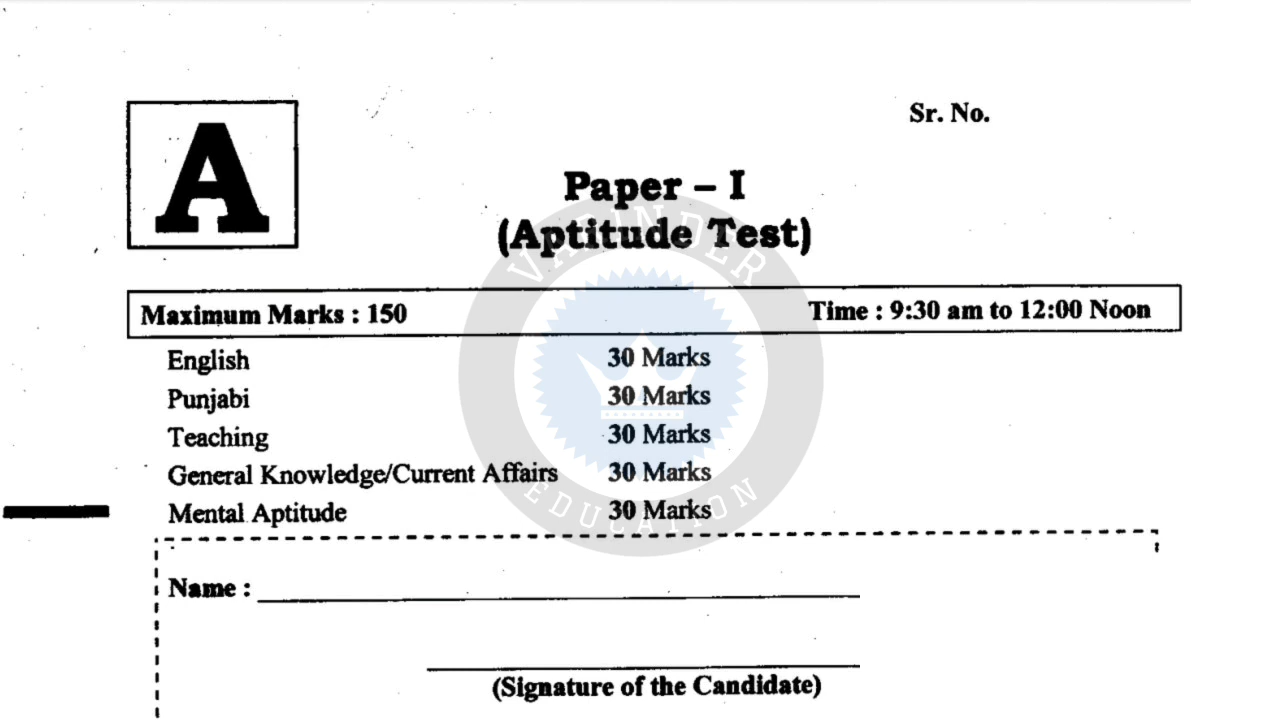 A
Sr. No.
Paper – I
(Aptitude Test)
Maximum Marks : 150 Time : 9:30 am to 12:00 Noon
English 30 Marks
Punjabi 30 Marks
Teaching 30 Marks
General Knowledge/Current Affairs 30 Marks
Mental Aptitude 30 Marks
Name :
(Signature of the Candidate)
VARINDER
EDUCATION